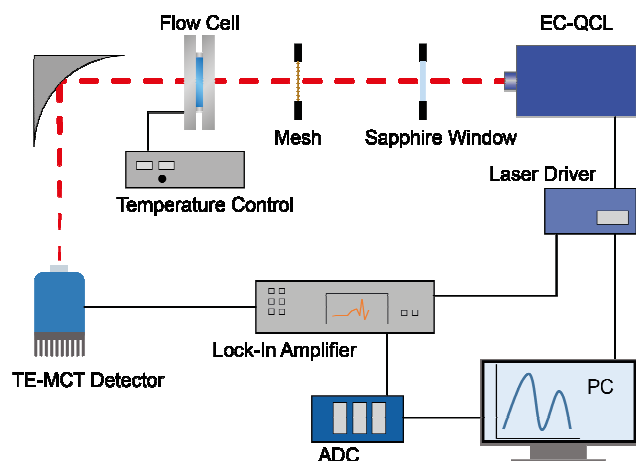 Flow Cell
EC-QCL
Mesh
Sapphire Window
Laser Driver
Temperature Control
Lock-In Amplifier
TE-MCT Detector
PC
ADC